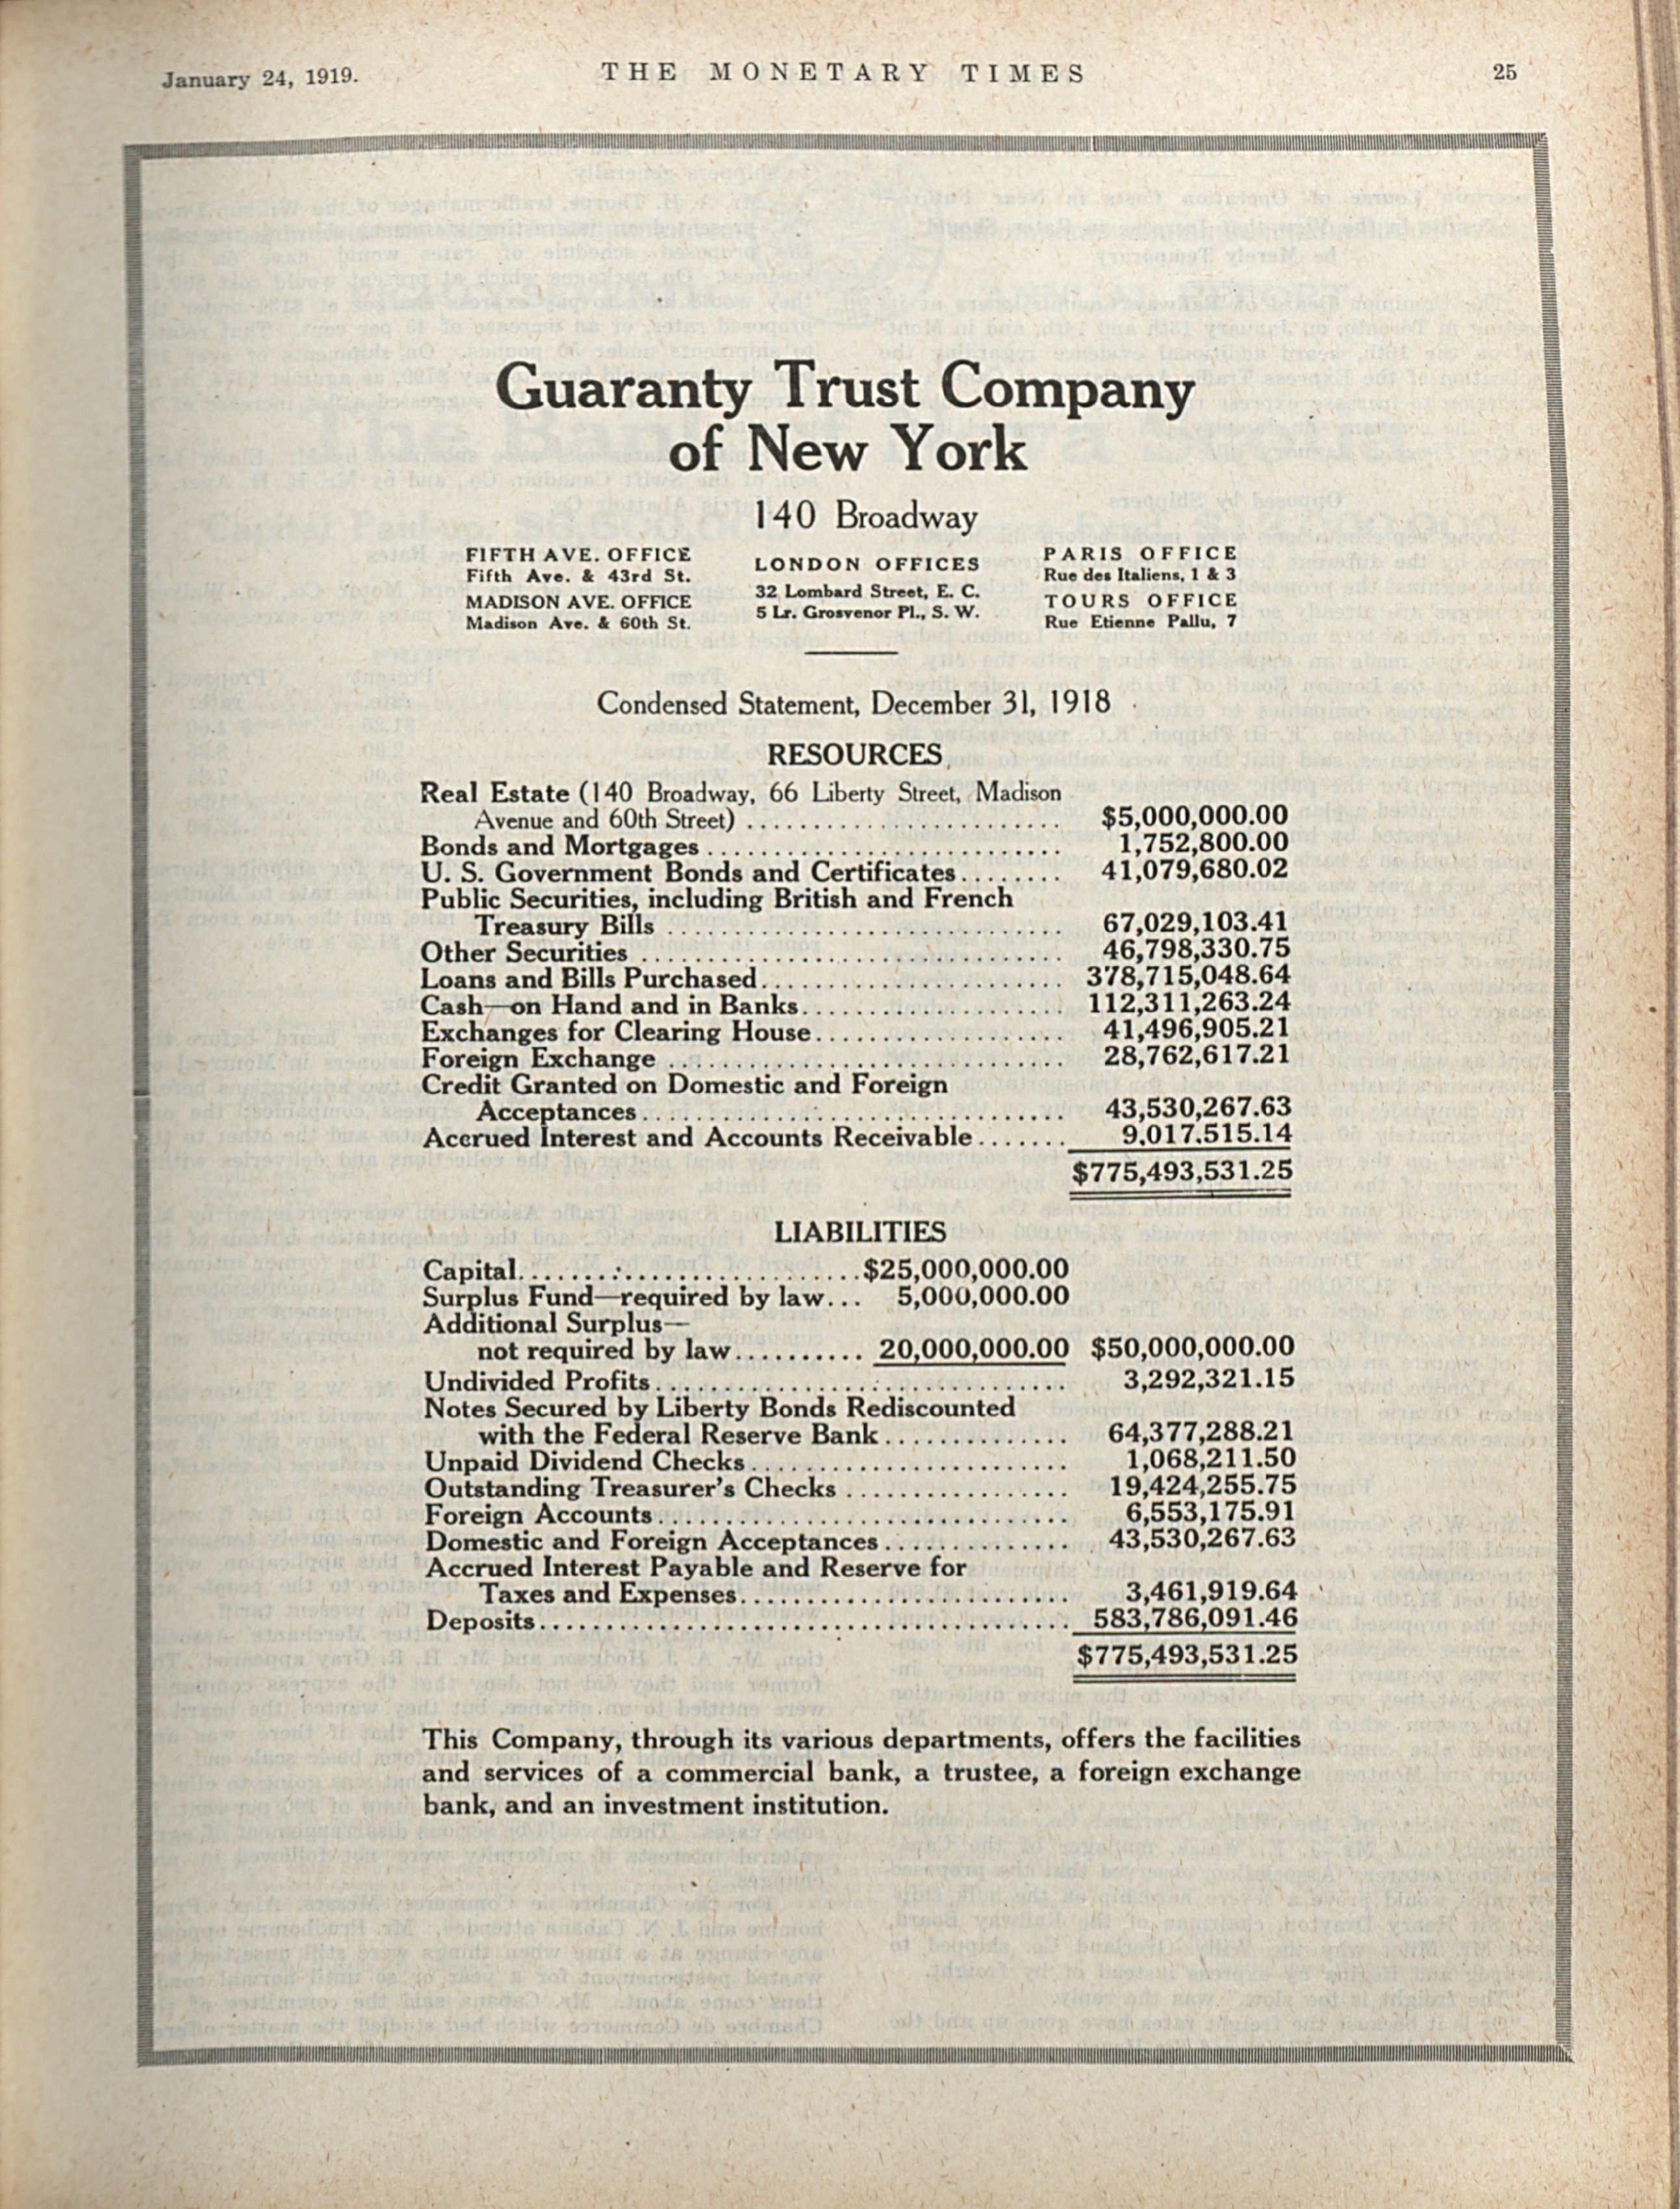 January 24, 1919.
THE MONETARY TIMES
25
Guaranty Trust Company
of New York
140 Broadway
FIFTH AVE. OFFICE
Fifth Ave. & 43rd St.
MADISON AVE. OFFICE
Madison Ave. & 60th St.
LONDON OFFICES
32 Lombard Street, E. C.
5 Lr. Grosvenor Pl., S. W.
PARIS OFFICE
Rue des Italiens, 1 & 3
TOURS OFFICE
Rue Etienne Pallu, 7
Condensed Statement, December 31, 1918
RESOURCES
Real Estate (140 Broadway, 66 Liberty Street, Madison
Avenue and 60th Street) ........................ $5,000,000.00
Bonds and Mortgages ........................... 1,752,800.00
U. S. Government Bonds and Certificates........ 41,079,680.02
Public Securities, including British and French
Treasury Bills .............................. 67,029,103.41
Other Securities ................................ 46,798,330.75
Loans and Bills Purchased....................... 378,715,048.64
Cash—on Hand and in Banks.................... 112,311,263.24
Exchanges for Clearing House................... 41,496,905.21
Foreign Exchange .............................. 28,762,617.21
Credit Granted on Domestic and Foreign
Acceptances................................ 43,530,267.63
Accrued Interest and Accounts Receivable....... 9,017,515.14
$775,493,531.25
LIABILITIES
Capital.......................... $25,000,000.00
Surplus Fund—required by law... 5,000,000.00
Additional Surplus—
not required by law.......... 20,000,000.00 $50,000,000.00
Undivided Profits............................... 3,292,321.15
Notes Secured by Liberty Bonds Rediscounted
with the Federal Reserve Bank.............. 64,377,288.21
Unpaid Dividend Checks........................ 1,068,211.50
Outstanding Treasurer's Checks ................. 19,424,255.75
Foreign Accounts............................... 6,553,175.91
Domestic and Foreign Acceptances.............. 43,530,267.63
Accrued Interest Payable and Reserve for
Taxes and Expenses......................... 3,461,919.64
Deposits........................................ 583,786,091.46
$775,493,531.25
This Company, through its various departments, offers the facilities
and services of a commercial bank, a trustee, a foreign exchange
bank, and an investment institution.